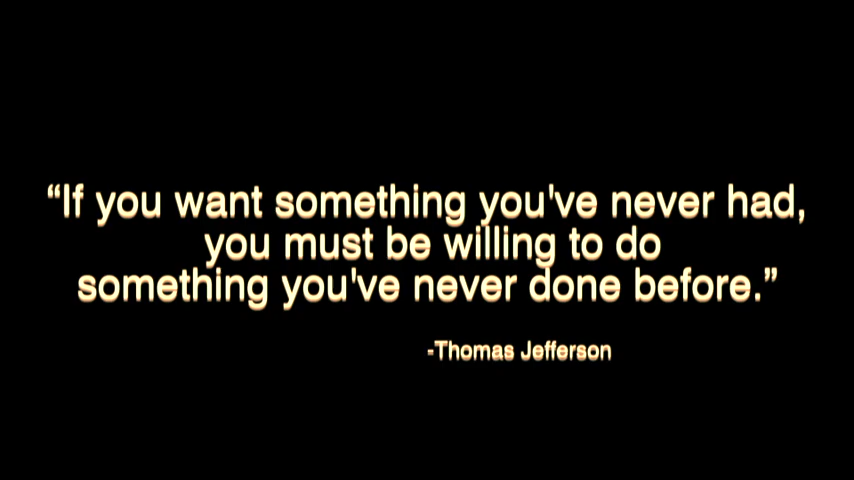 “If you want something you've never had,
you must be willing to do
something you've never done before.”
-Thomas Jefferson